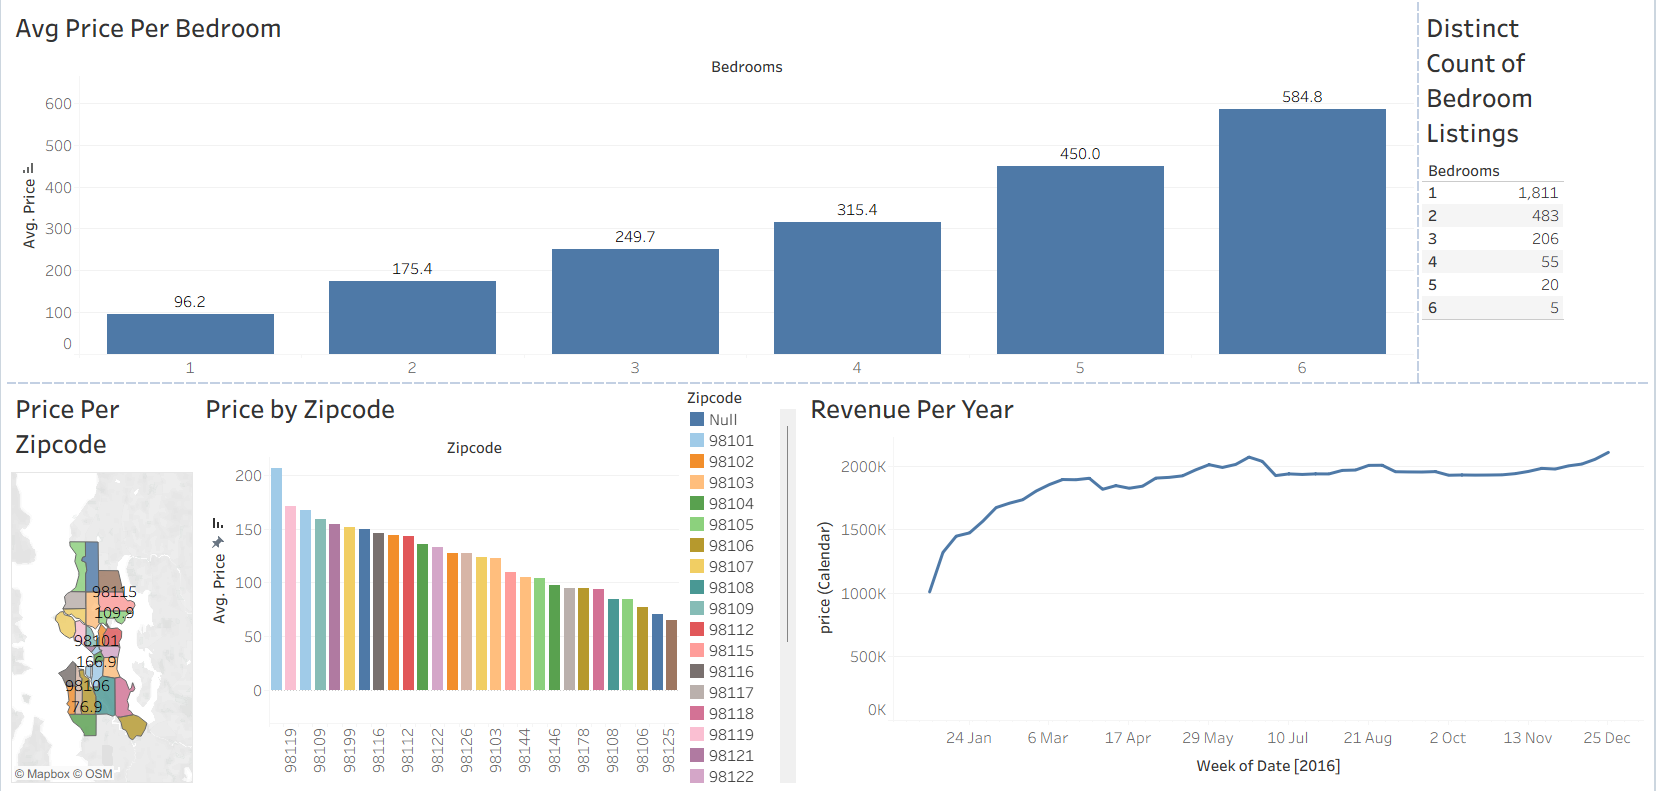 Avg Price Per Bedroom
Bedrooms
Avg. Price
600
500
400
300
200
100
0
96.2
175.4
249.7
315.4
450.0
584.8
1
2
3
4
5
6
Distinct
Count of
Bedroom
Listings
Bedrooms
1 1,811
2 483
3 206
4 55
5 20
6 5
Price Per
Zipcode
98115
109.9
98101
166.9
98106
76.9
© Mapbox © OSM
Price by Zipcode
Zipcode
Avg. Price
200
150
100
50
0
98119
98109
98199
98116
98112
98122
98126
98103
98144
98146
98178
98108
98106
98125
Zipcode
Null
98101
98102
98103
98104
98105
98106
98107
98108
98109
98112
98115
98116
98117
98118
98119
98121
98122
Revenue Per Year
price (Calendar)
2000K
1500K
1000K
500K
0K
24 Jan
6 Mar
17 Apr
29 May
10 Jul
21 Aug
2 Oct
13 Nov
25 Dec
Week of Date [2016]